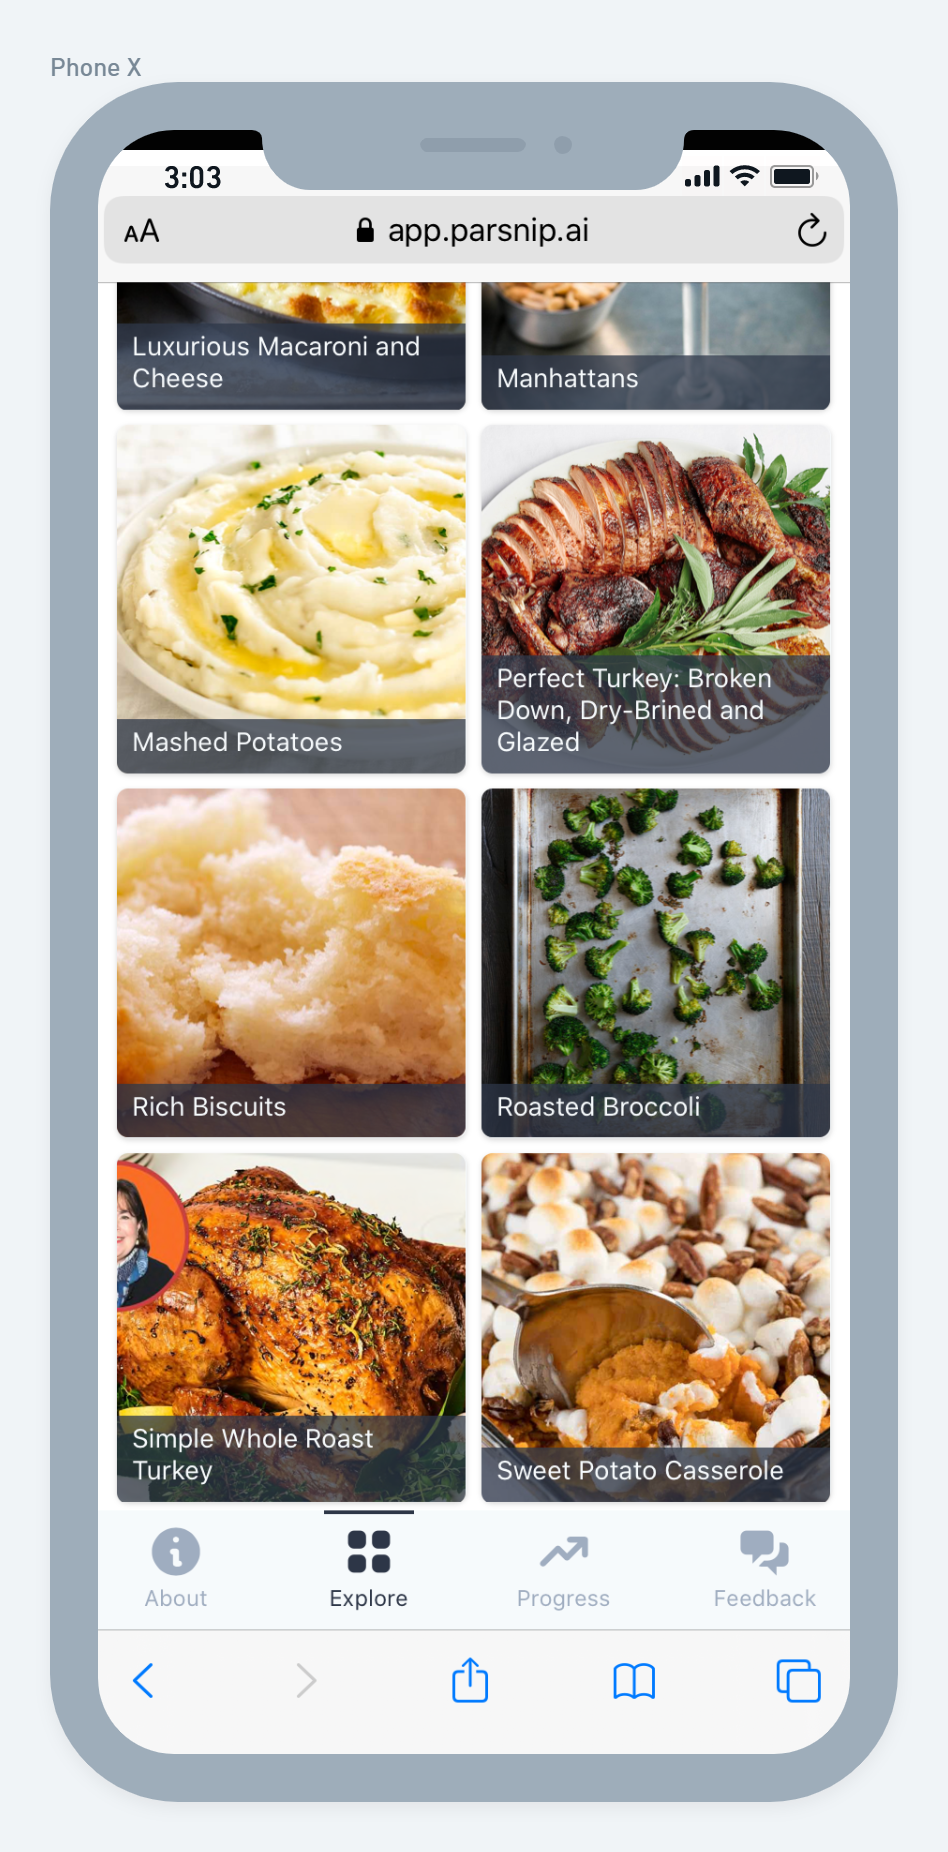 Phone X
3:03
AA
app.parsnip.ai
Luxurious Macaroni and
Cheese
Manhattans
Mashed Potatoes
Perfect Turkey: Broken
Down, Dry-Brined and
Glazed
Rich Biscuits
Roasted Broccoli
Simple Whole Roast
Turkey
Sweet Potato Casserole
About
Explore
Progress
Feedback